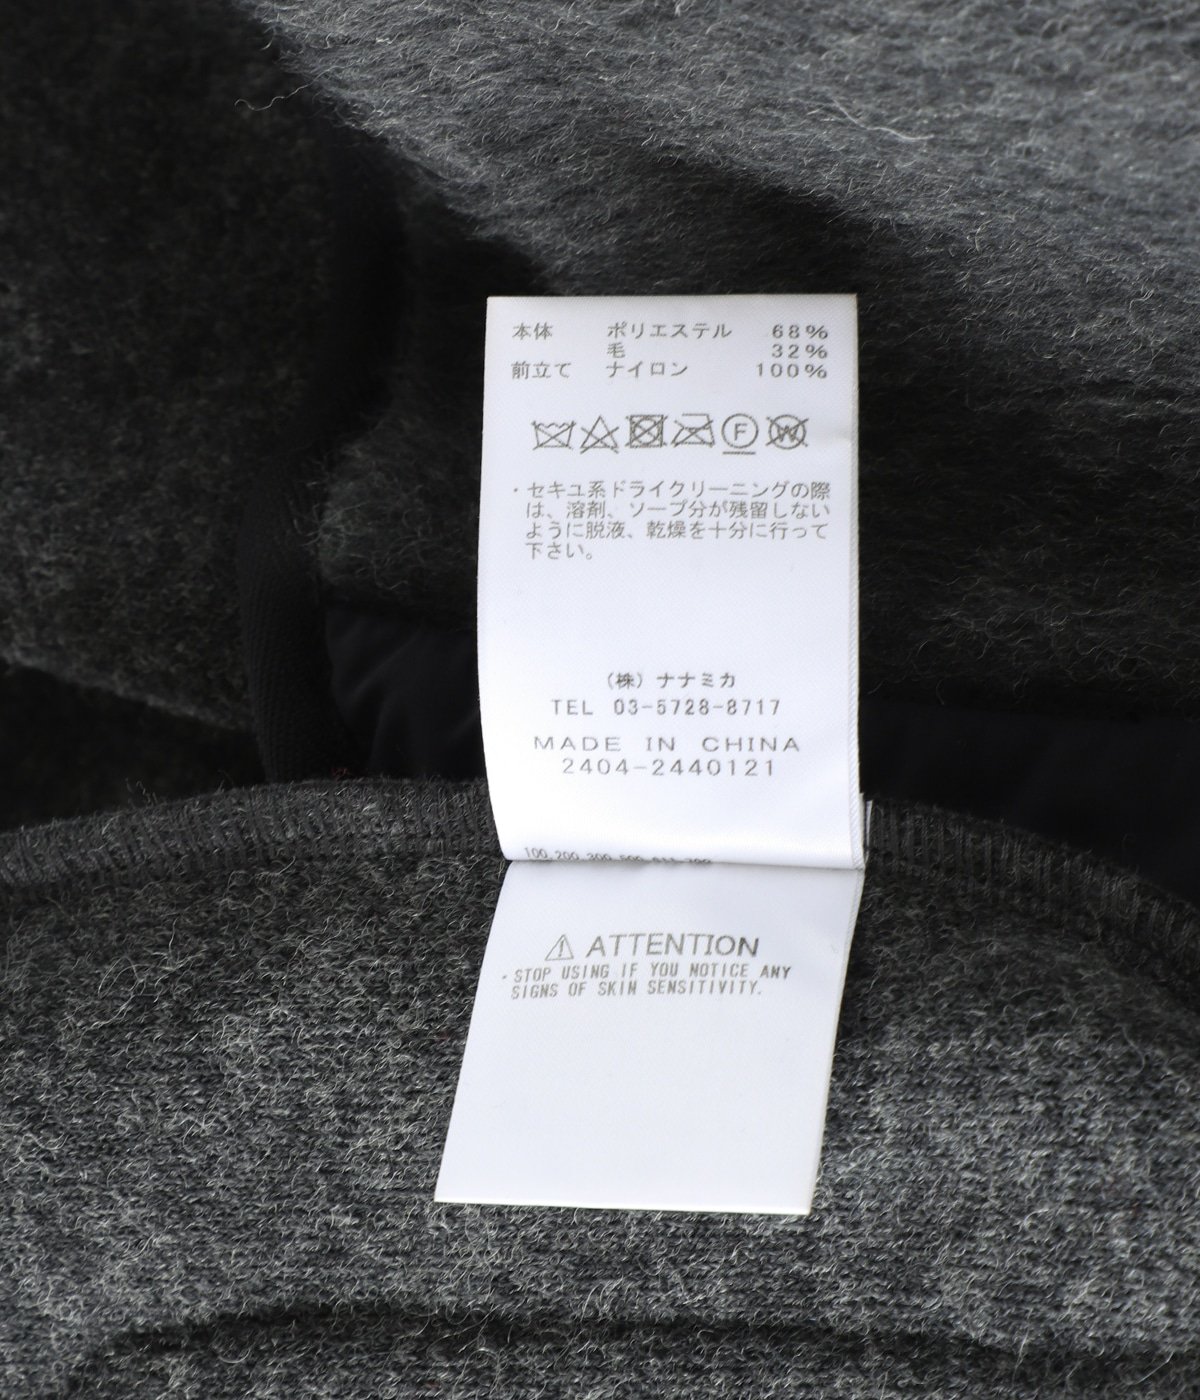 本体 ポリエステル 68%
毛 32%
前立て ナイロン 100%
F W
・セキユ系ドライクリーニングの際
は、溶剤、ソープ分が残留しない
ように脱液、乾燥を十分に行って
下さい。
(株)ナナミカ
TEL 03-5728-8717
MADE IN CHINA
2404-2440121
100 200 300
⚠ ATTENTION
・STOP USING IF YOU NOTICE ANY
SIGNS OF SKIN SENSITIVITY.